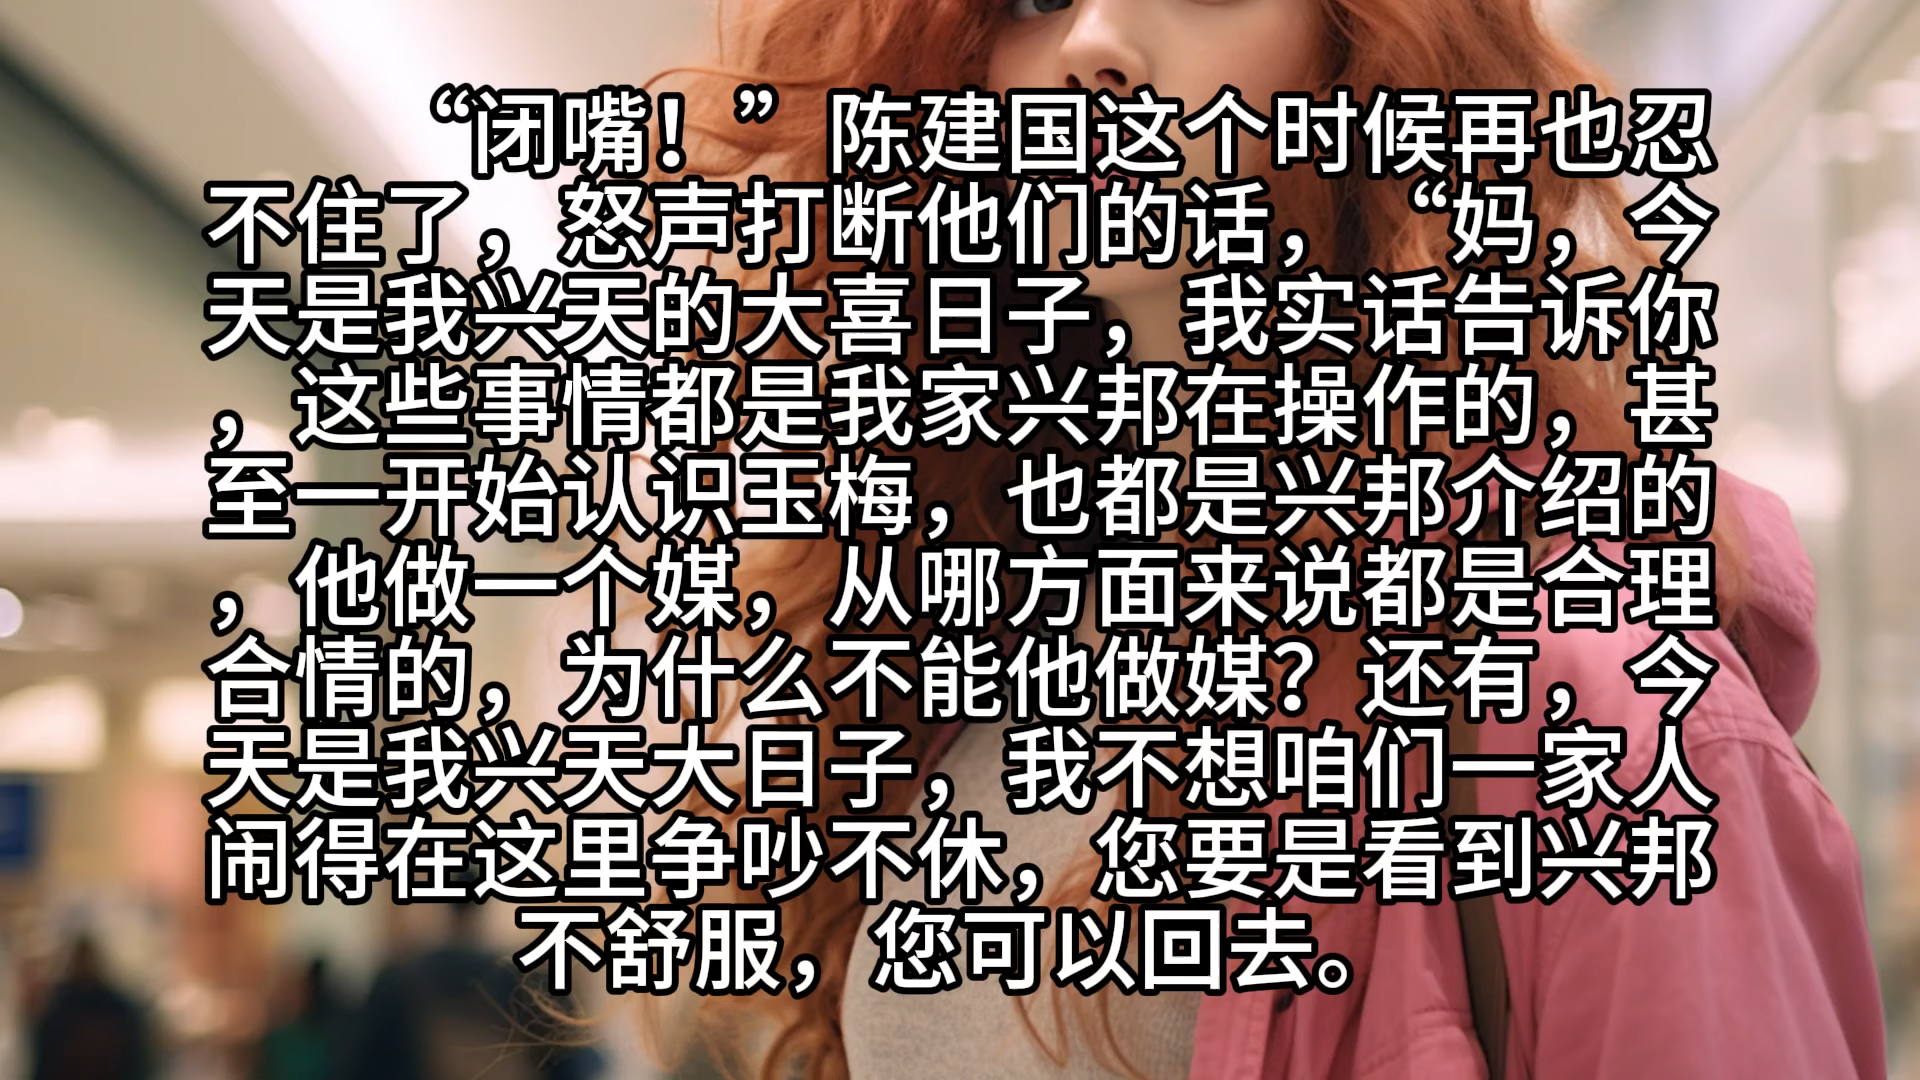 “闭嘴！”陈建国这个时候再也忍
不住了，怒声打断他们的话，“妈，今
天是我兴天的大喜日子，我实话告诉你
，这些事情都是我家兴邦在操作的，甚
至一开始认识玉梅，也都是兴邦介绍的
，他做一个媒，从哪方面来说都是合理
合情的，为什么不能他做媒？还有，今
天是我兴天大日子，我不想咱们一家人
闹得在这里争吵不休，您要是看到兴邦
不舒服，您可以回去。